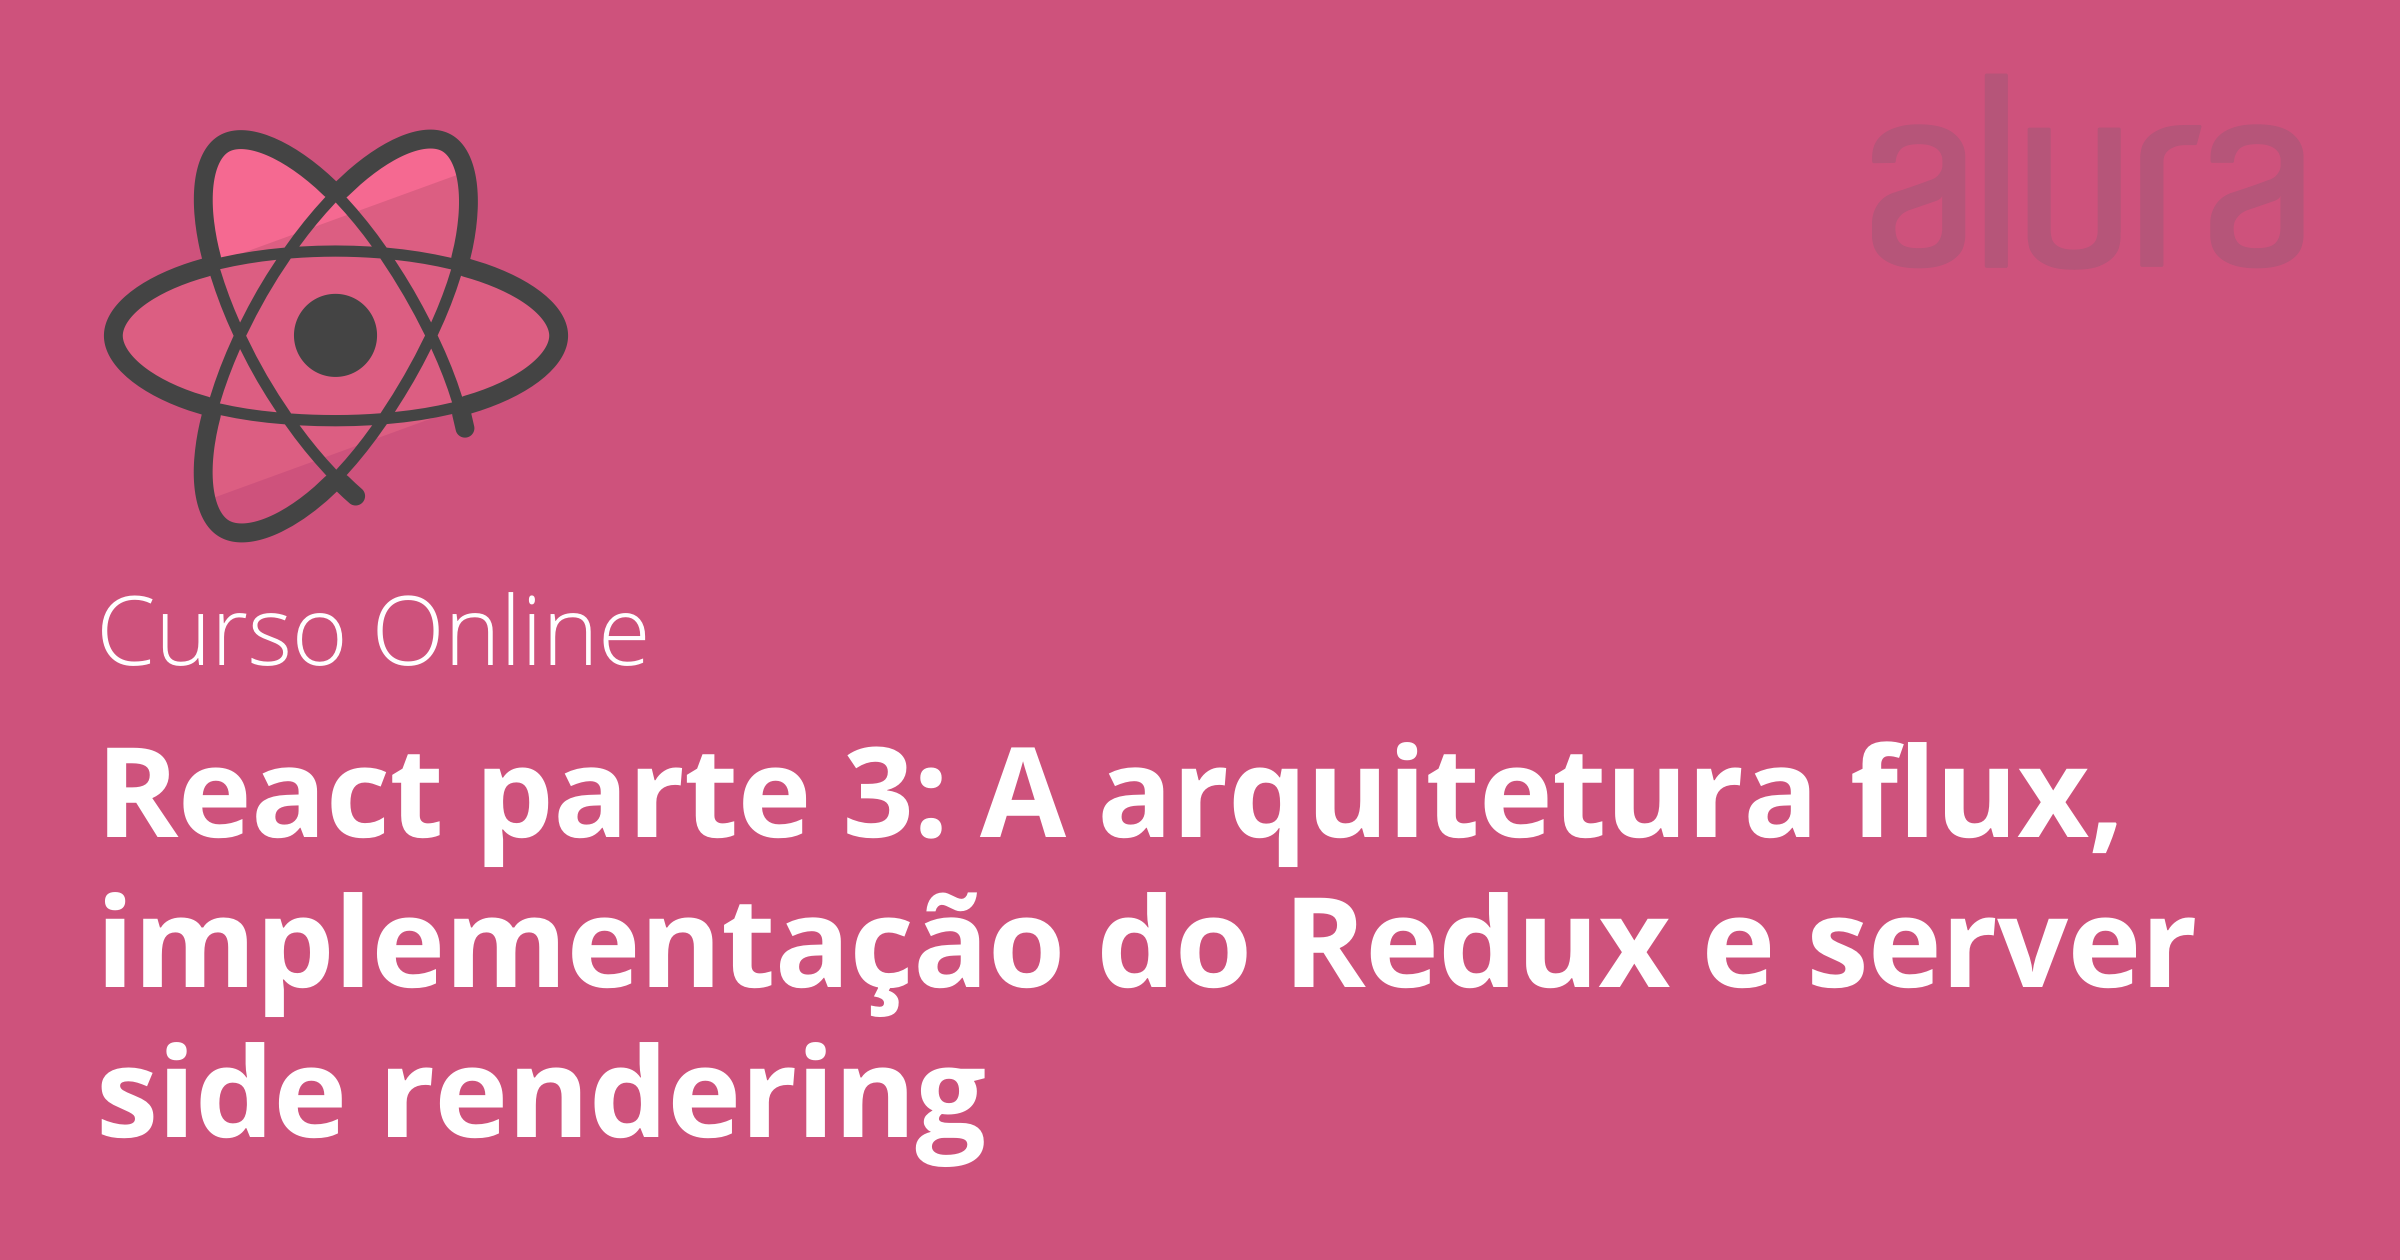 alura
Curso Online
React parte 3: A arquitetura flux,
implementação do Redux e server
side rendering